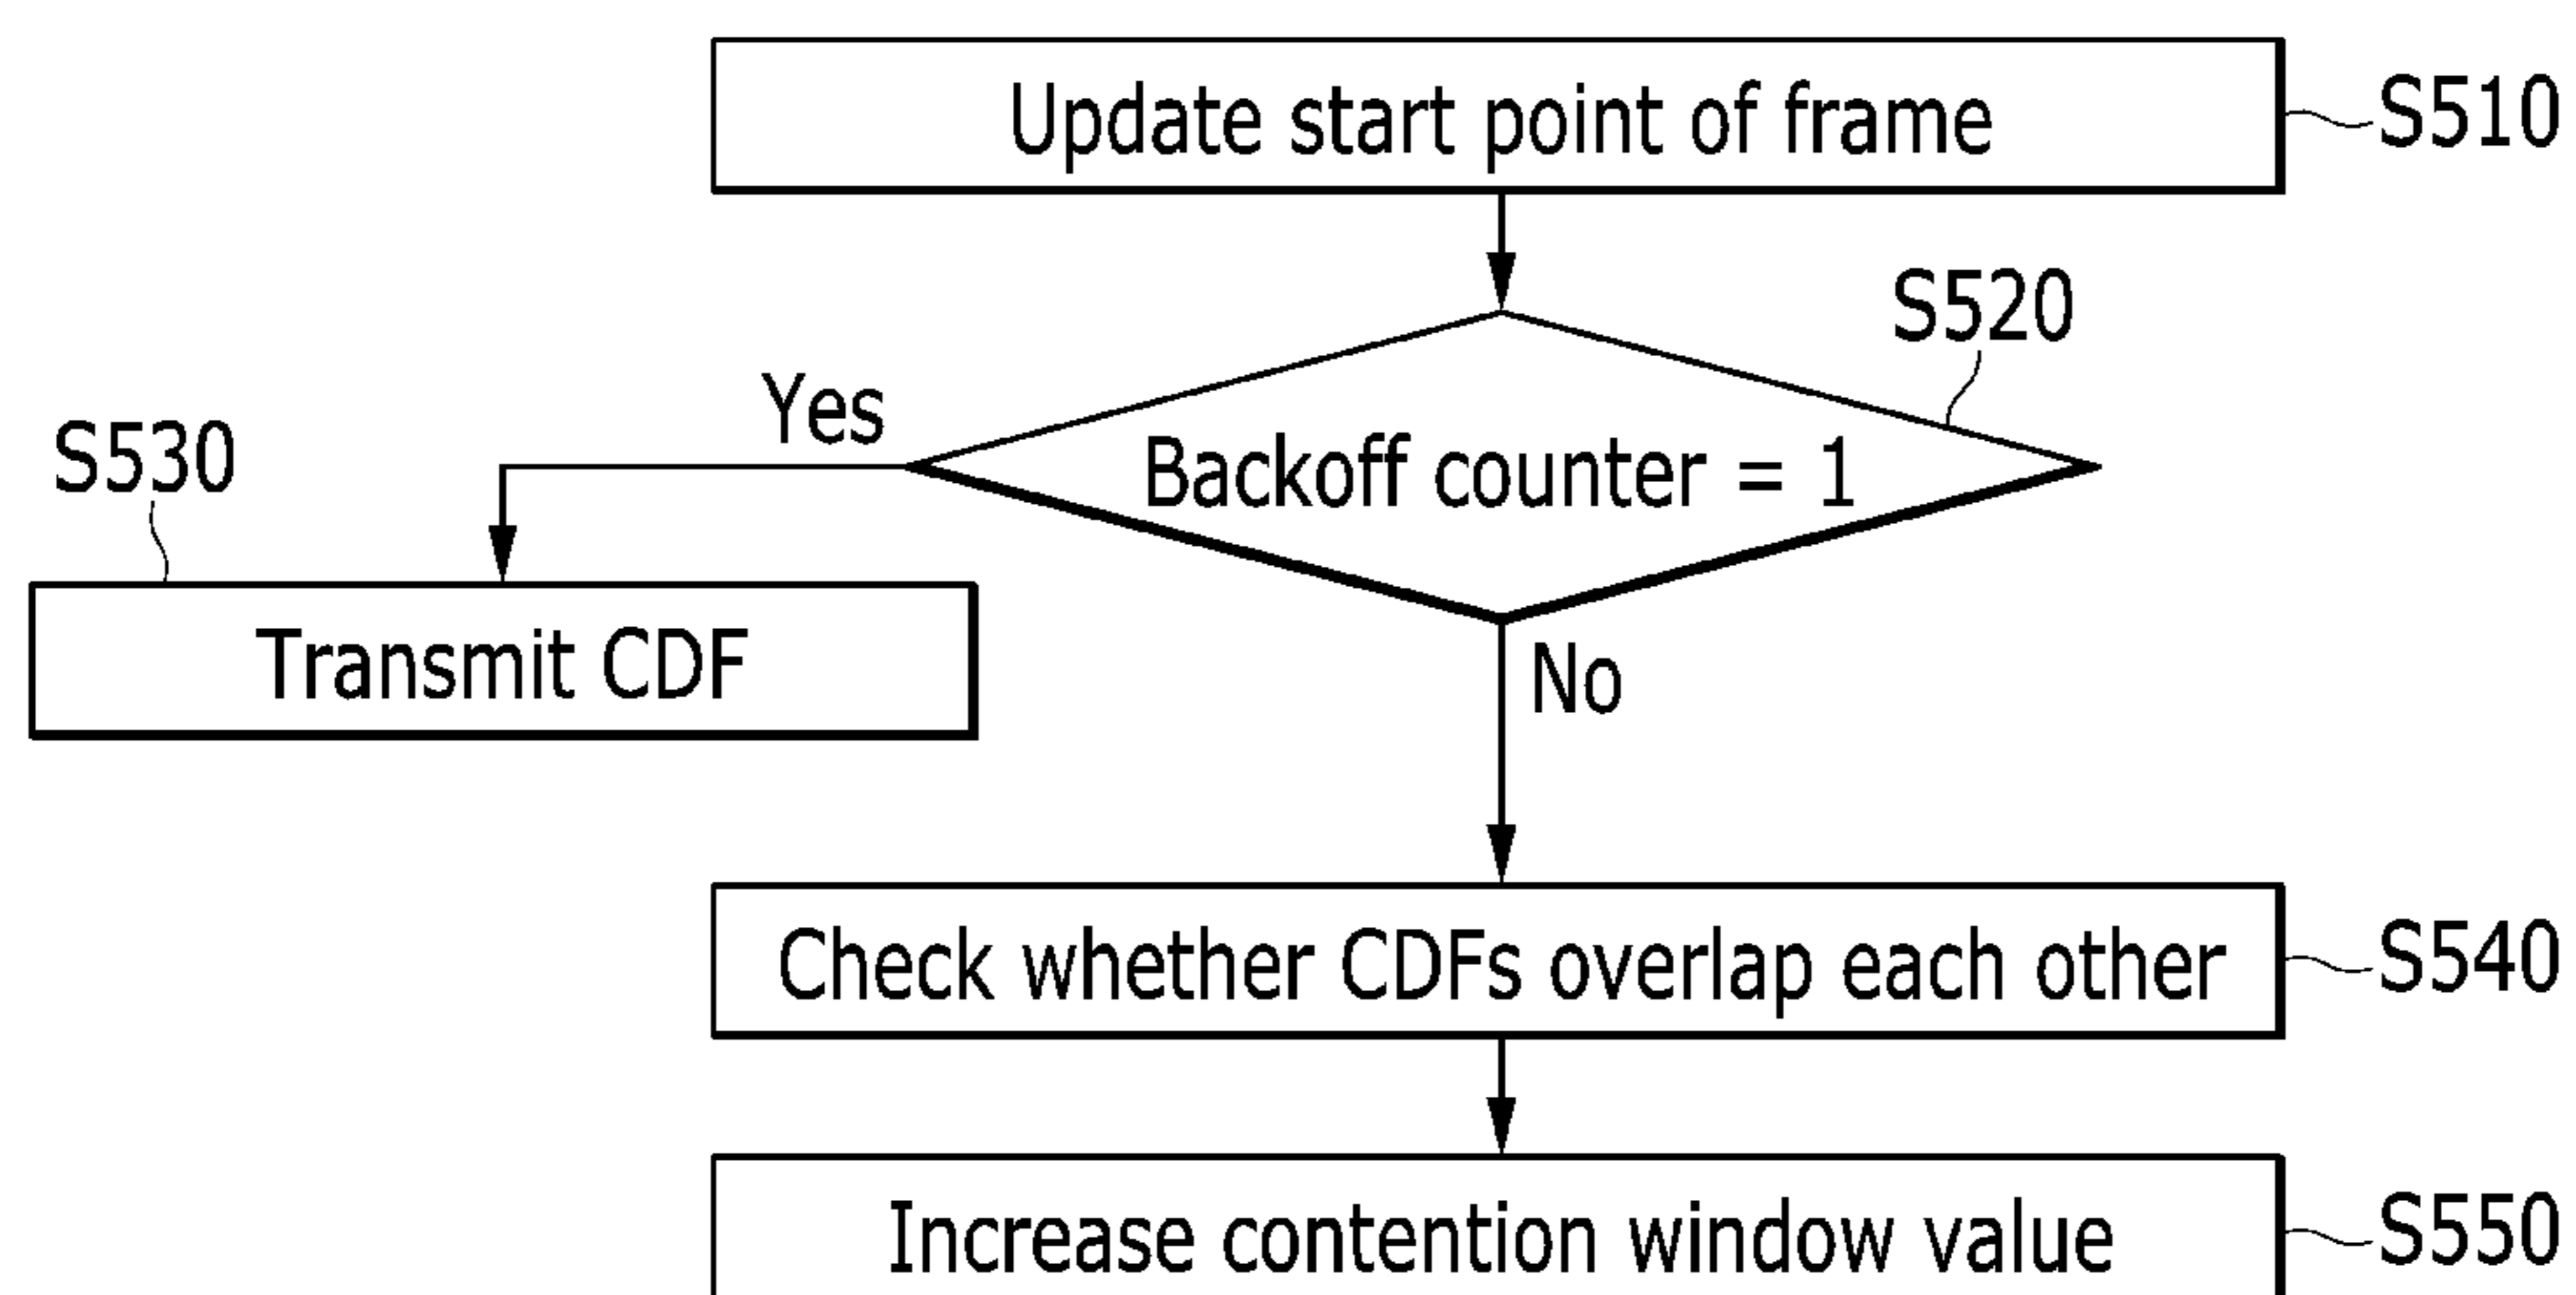 Update start point of frame
S510
S520
Yes
Backoff counter = 1
S530
Transmit CDF
No
Check whether CDFs overlap each other
S540
Increase contention window value
S550